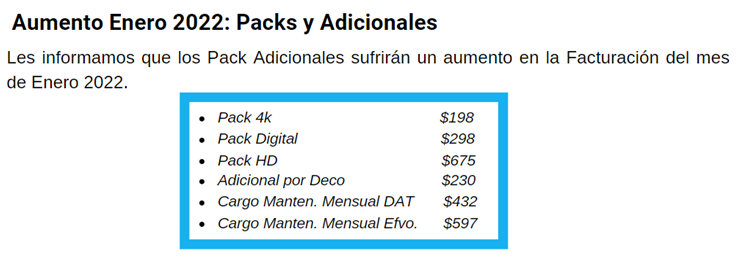 Aumento Enero 2022: Packs y Adicionales
Les informamos que los Pack Adicionales sufrirán un aumento en la Facturación del mes
de Enero 2022.
• Pack 4k $198
• Pack Digital $298
• Pack HD $675
• Adicional por Deco $230
• Cargo Manten. Mensual DAT $432
• Cargo Manten. Mensual Efvo. $597